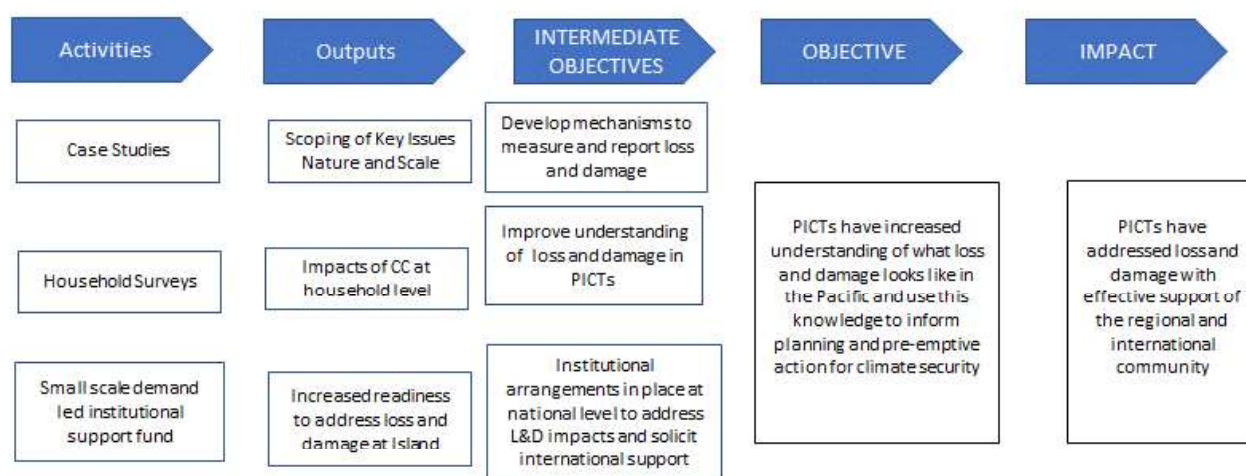 Activities
Outputs
INTERMEDIATE
OBJECTIVES
OBJECTIVE
IMPACT
Case Studies
Scoping of Key Issues
Nature and Scale
Develop mechanisms to
measure and report loss
and damage
Household Surveys
Impacts of CC at
household level
Improve understanding
of loss and damage in
PICTs
Small scale demand
led institutional
support fund
Increased readiness
to address loss and
damage at Island
Institutional
arrangements in place at
national level to address
L&D impacts and solicit
international support
PICTs have increased
understanding of what loss
and damage looks like in
the Pacific and use this
knowledge to inform
planning and pre-emptive
action for climate security
PICTs have
addressed loss and
damage with
effective support of
the regional and
international
community